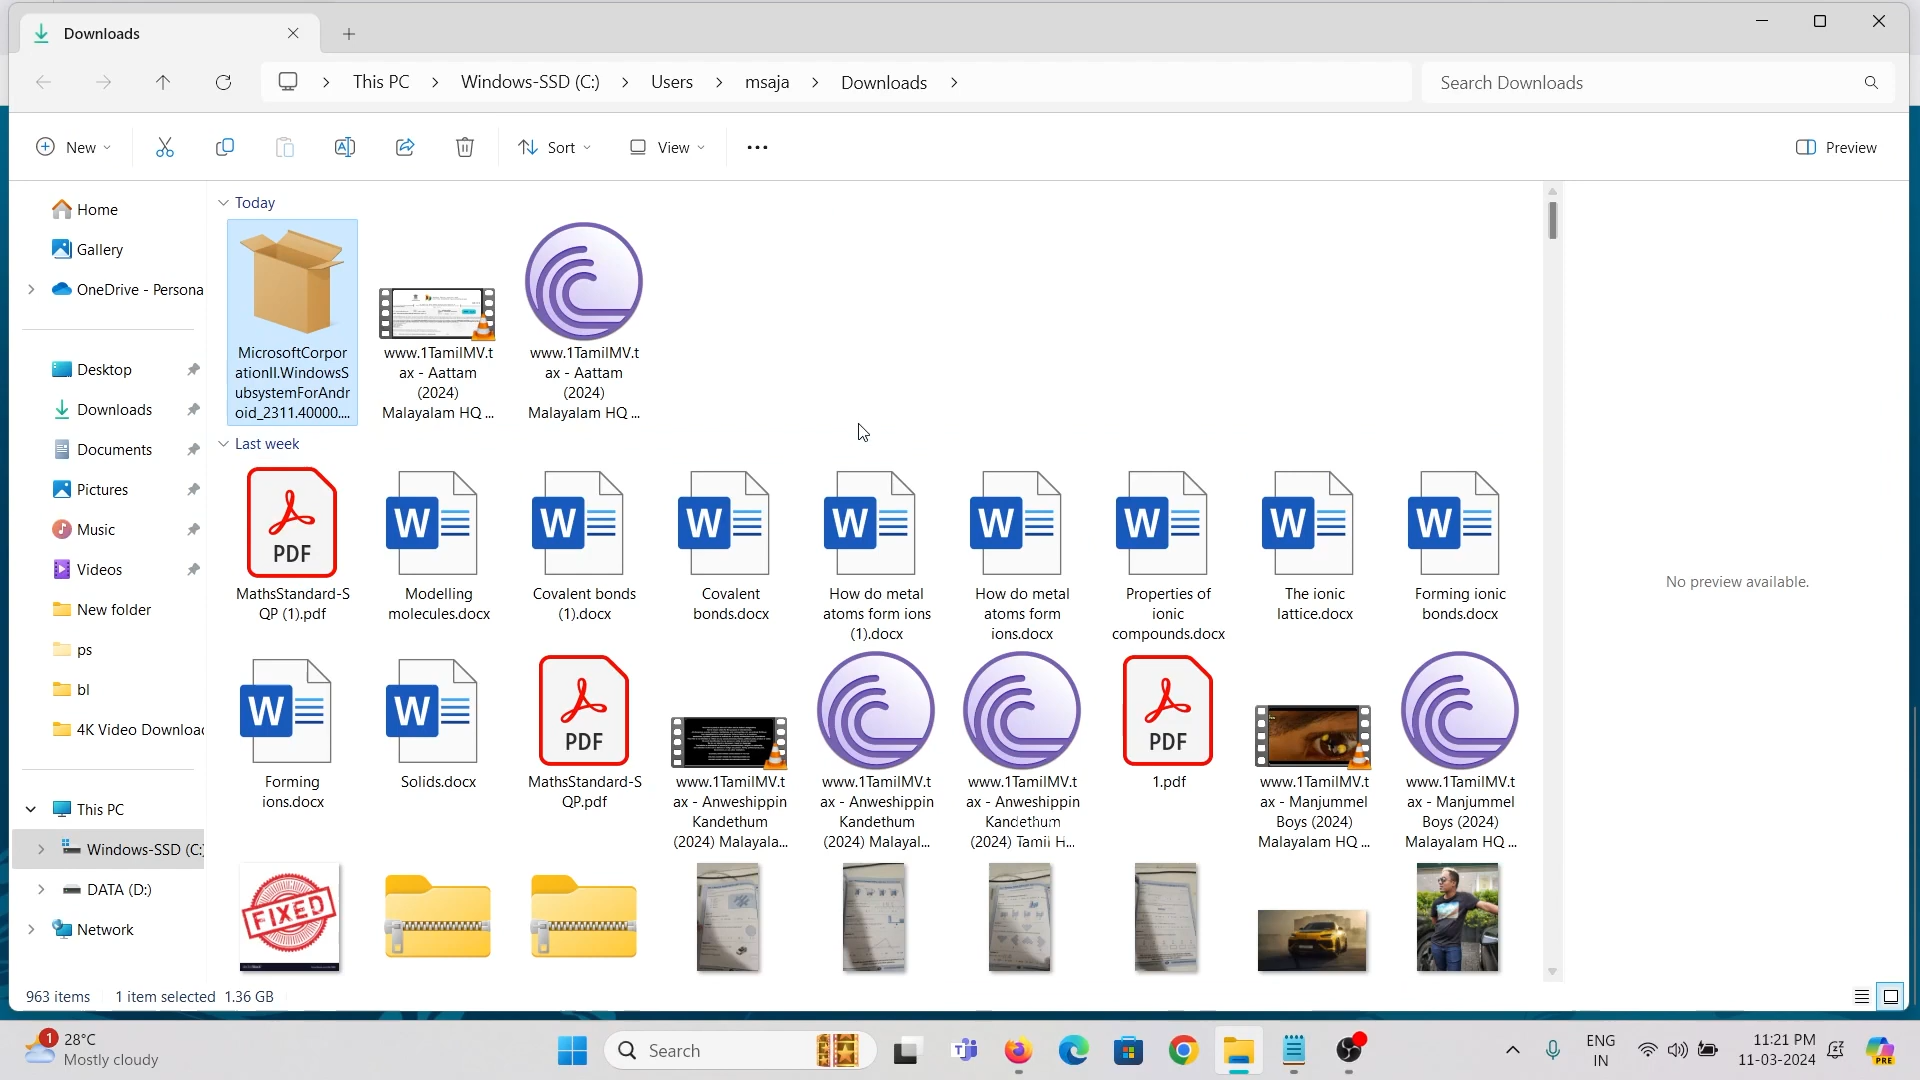 Downloads
This PC
Windows-SSD (C:)
Users
msaja
Downloads
Search Downloads
New
Sort
View
Preview
Home
Gallery
OneDrive - Persona
Desktop
Downloads
Documents
Pictures
Music
Videos
New folder
ps
bl
4K Video Downloac
This PC
Windows-SSD (C:)
DATA (D:)
Network
Today
MicrosoftCorpor
ationII.WindowsS
ubsystemForAndr
oid_2311.40000....
www.1TamilMV.t
ax - Aattam
(2024)
Malayalam HQ ...
www.1TamilMV.t
ax - Aattam
(2024)
Malayalam HQ ...
Last week
PDF
MathsStandard-S
QP (1).pdf
W
Modelling
molecules.docx
W
Covalent bonds
(1).docx
W
Covalent
bonds.docx
W
How do metal
atoms form ions
(1).docx
W
How do metal
atoms form
ions.docx
W
Properties of
ionic
compounds.docx
W
The ionic
lattice.docx
W
Forming ionic
bonds.docx
W
Forming
ions.docx
W
Solids.docx
PDF
MathsStandard-S
QP.pdf
www.1TamilMV.t
ax - Anweshippin
Kandethum
(2024) Malayala...
www.1TamilMV.t
ax - Anweshippin
Kandethum
(2024) Malayal...
www.1TamilMV.t
ax - Anweshippin
Kandethum
(2024) Tamil H...
PDF
1.pdf
www.1TamilMV.t
ax - Manjummel
Boys (2024)
Malayalam HQ ...
www.1TamilMV.t
ax - Manjummel
Boys (2024)
Malayalam HQ ...
FIXED
No preview available.
963 items
1 item selected 1.36 GB
1
28°C
Mostly cloudy
Search
ENG
IN
11:21 PM
11-03-2024
PRE